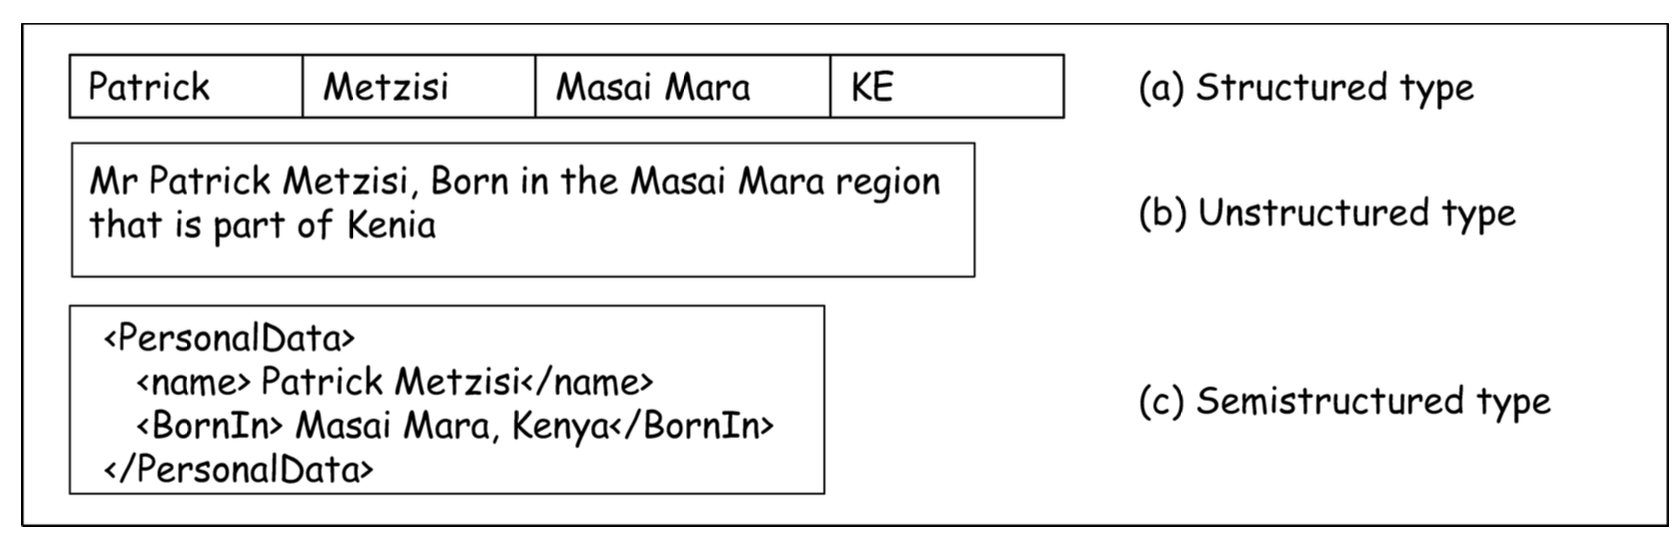 Patrick Metzisi Masai Mara KE (a) Structured type
Mr Patrick Metzisi, Born in the Masai Mara region
that is part of Kenia
(b) Unstructured type
<PersonalData>
<name> Patrick Metzisi</name>
<BornIn> Masai Mara, Kenya</BornIn>
</PersonalData>
(c) Semistructured type